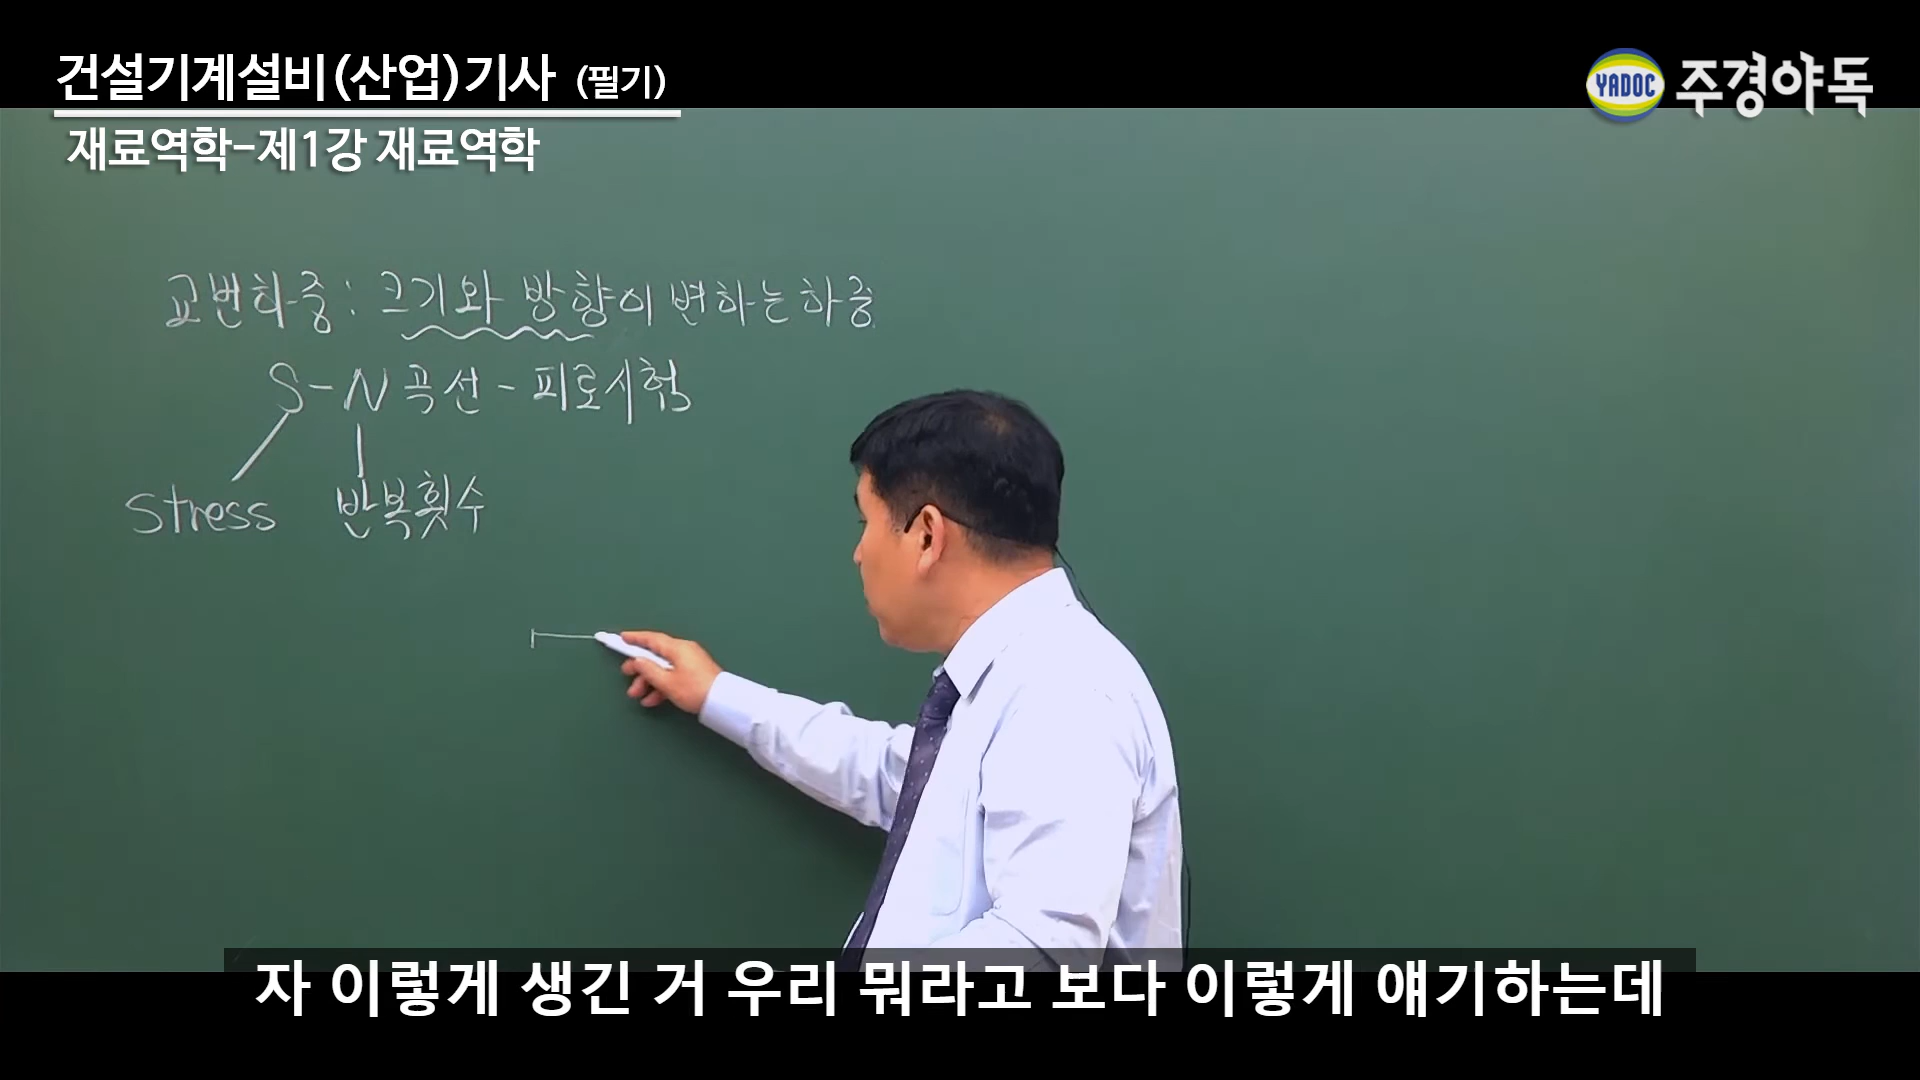 건설기계설비(산업)기사 (필기)
재료역학-제1강 재료역학
YADOC 주경야독
교번하중: 크기와 방향이 변하는하중
S-N곡선-피로시험
Stress 반복횟수
자 이렇게 생긴 거 우리 뭐라고 보다 이렇게 얘기하는데